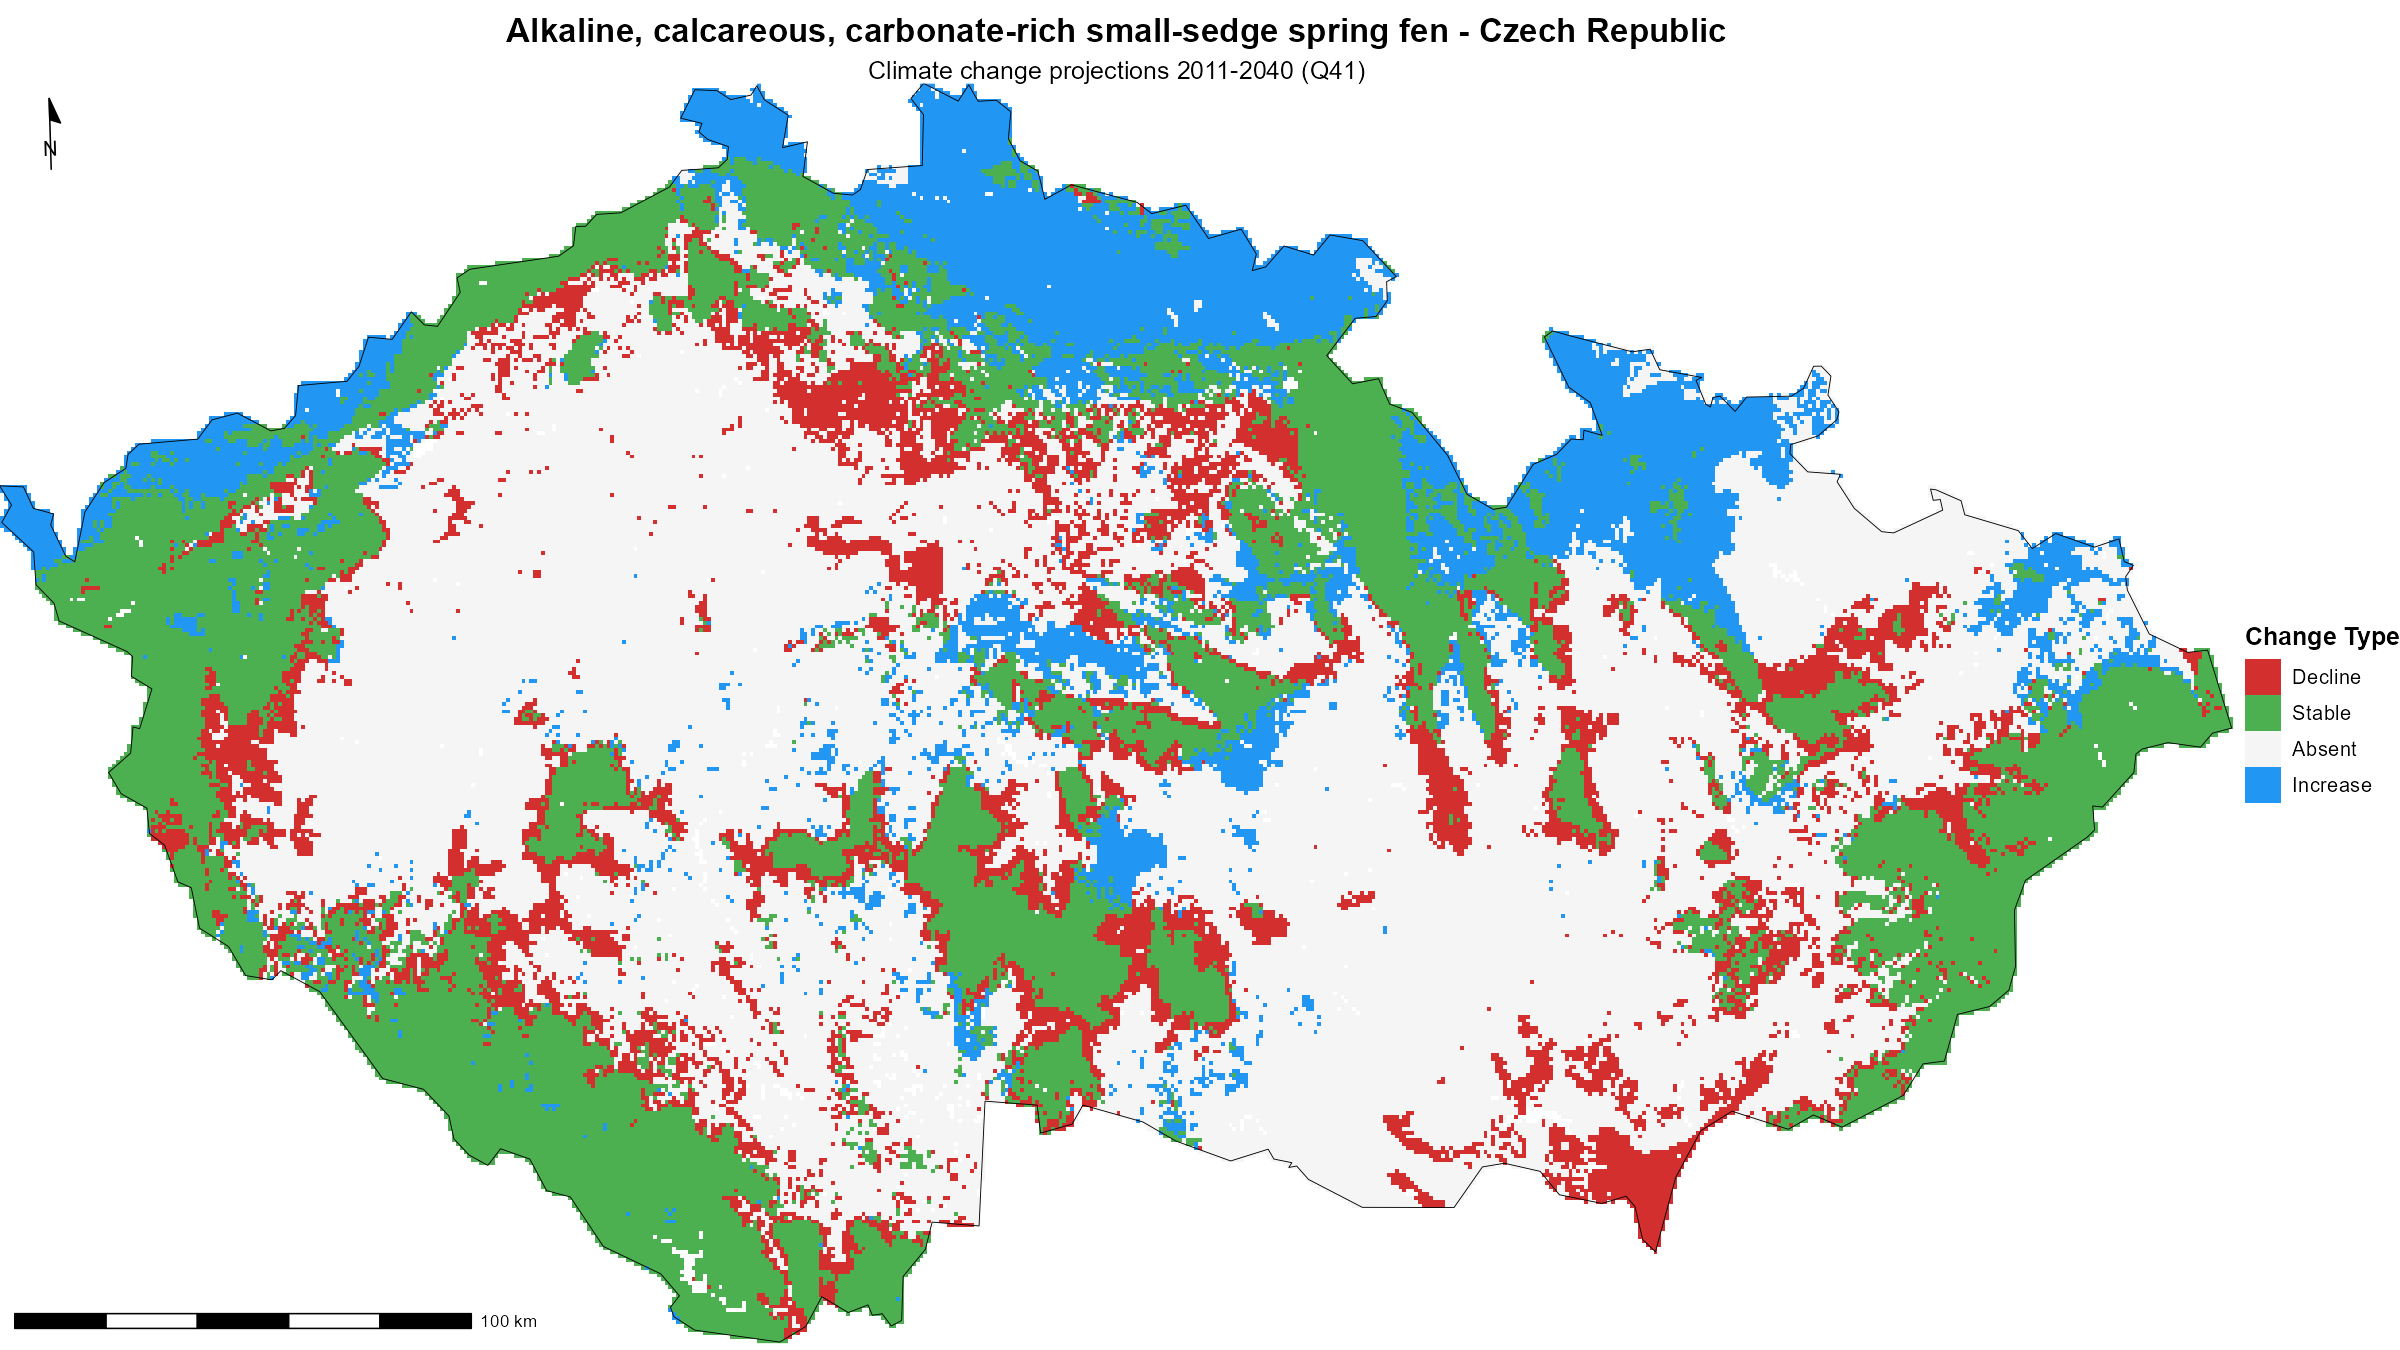 Alkaline, calcareous, carbonate-rich small-sedge spring fen - Czech Republic
Climate change projections 2011-2040 (Q41)
N
Change Type
Decline
Stable
Absent
Increase
100 km